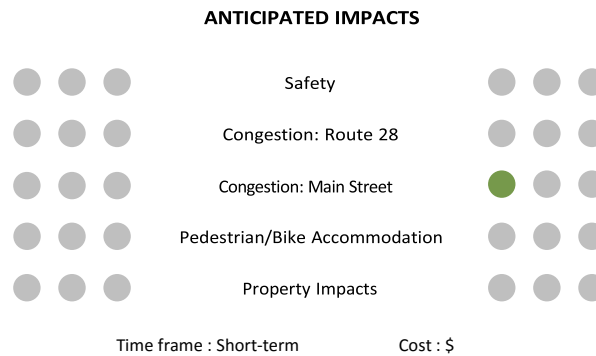 ANTICIPATED IMPACTS
Safety
Congestion: Route 28
Congestion: Main Street
Pedestrian/Bike Accommodation
Property Impacts
Time frame : Short-term Cost : $